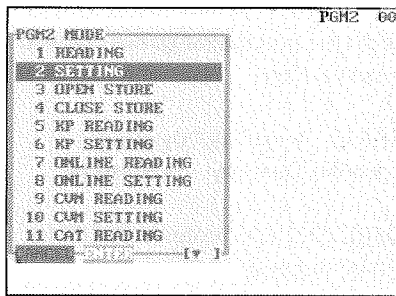 PGM2 00
PGM2 MODE
1 READING
2 SETTING
3 OPEN STORE
4 CLOSE STORE
5 KP READING
6 KP SETTING
7 ONLINE READING
8 ONLINE SETTING
9 CVM READING
10 CVM SETTING
11 CAT READING
ENTER [▼ ]